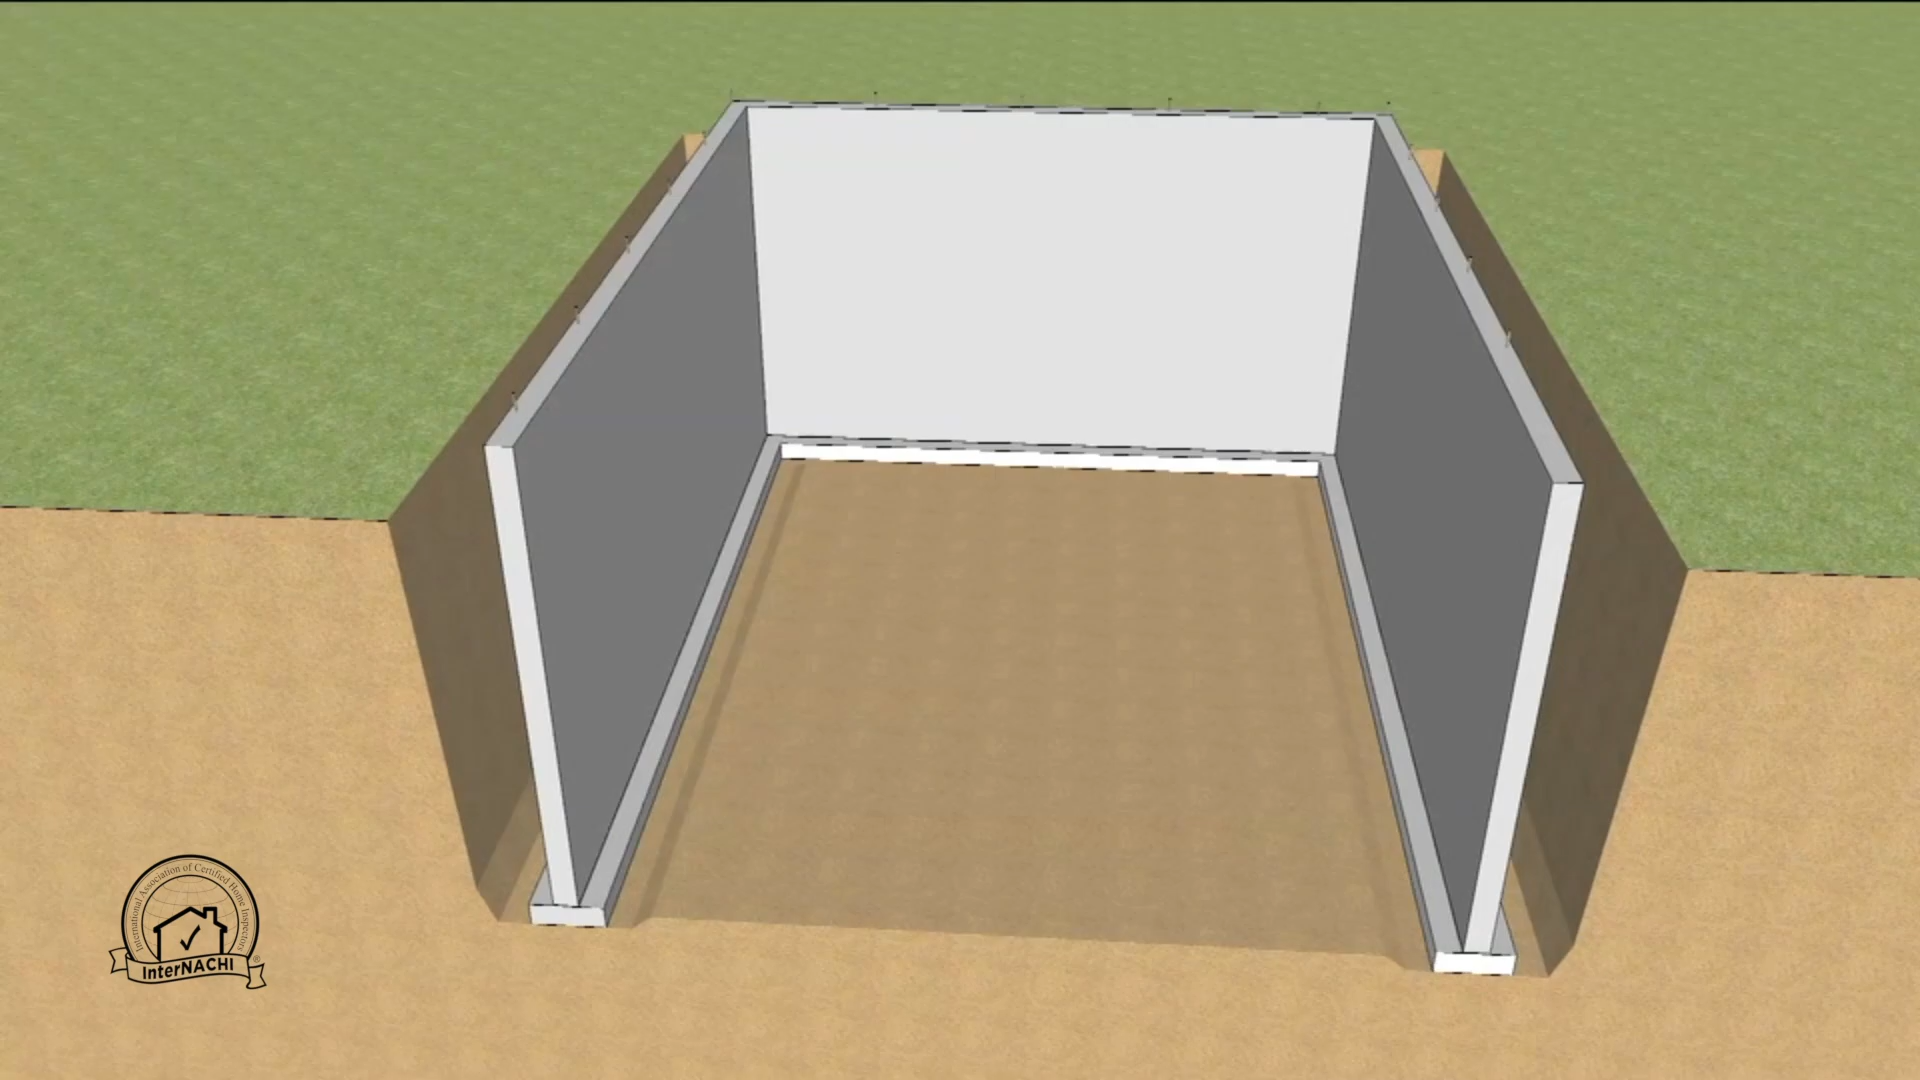 International Association of Certified Home Inspectors
InterNACHI
®